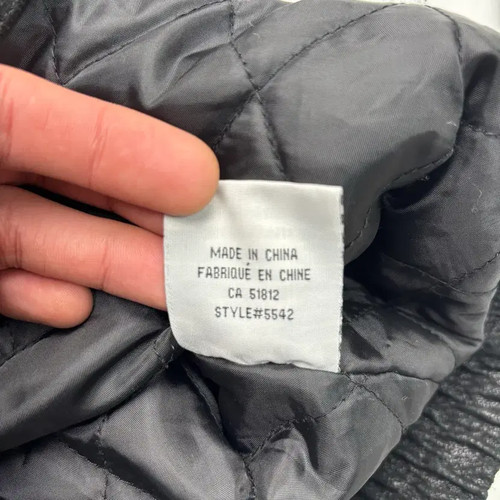 MADE IN CHINA
FABRIQUÉ EN CHINE
CA 51812
STYLE#5542